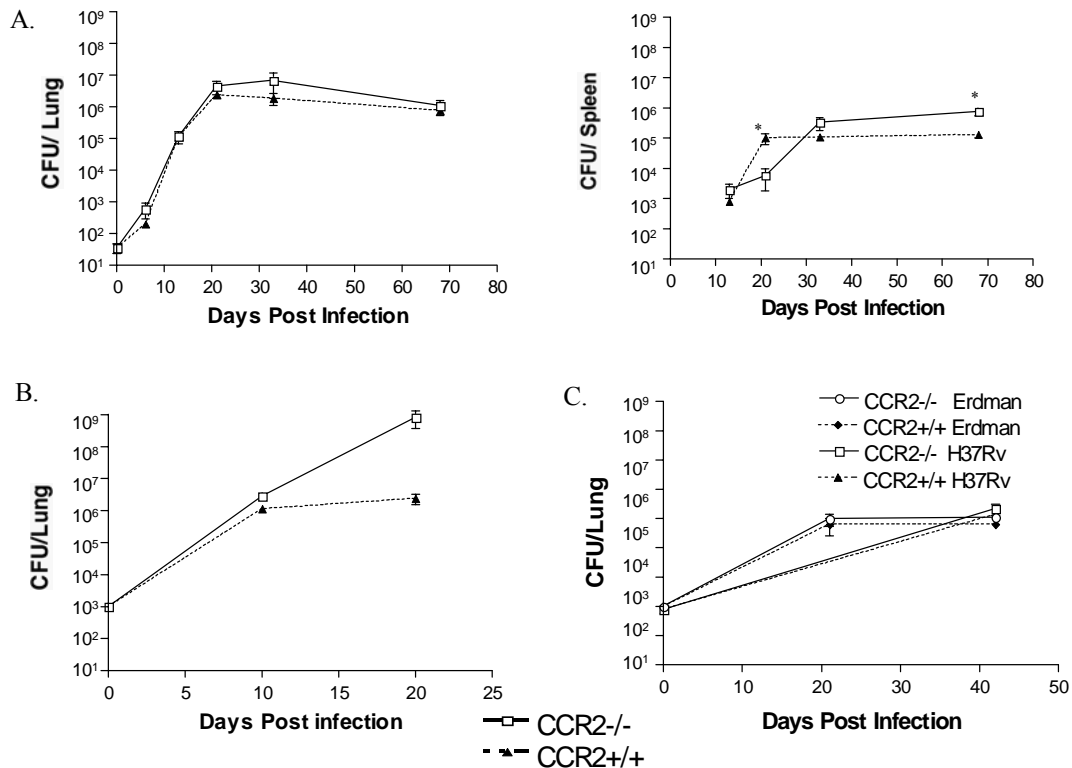 A.
10⁹
10⁸
10⁷
10⁶
10⁵
10⁴
10³
10²
10¹
CFU/ Lung
0 10 20 30 40 50 60 70 80
Days Post Infection
10⁹
10⁸
10⁷
10⁶
10⁵
10⁴
10³
10²
10¹
CFU/ Spleen
*
*
0 10 20 30 40 50 60 70 80
Days Post Infection
B.
10⁹
10⁸
10⁷
10⁶
10⁵
10⁴
10³
10²
10¹
CFU/Lung
0 5 10 15 20 25
Days Post infection
C.
CCR2-/- Erdman
CCR2+/+ Erdman
CCR2-/- H37Rv
CCR2+/+ H37Rv
10⁹
10⁸
10⁷
10⁶
10⁵
10⁴
10³
10²
10¹
CFU/Lung
0 10 20 30 40 50
Days Post Infection
CCR2-/-
CCR2+/+